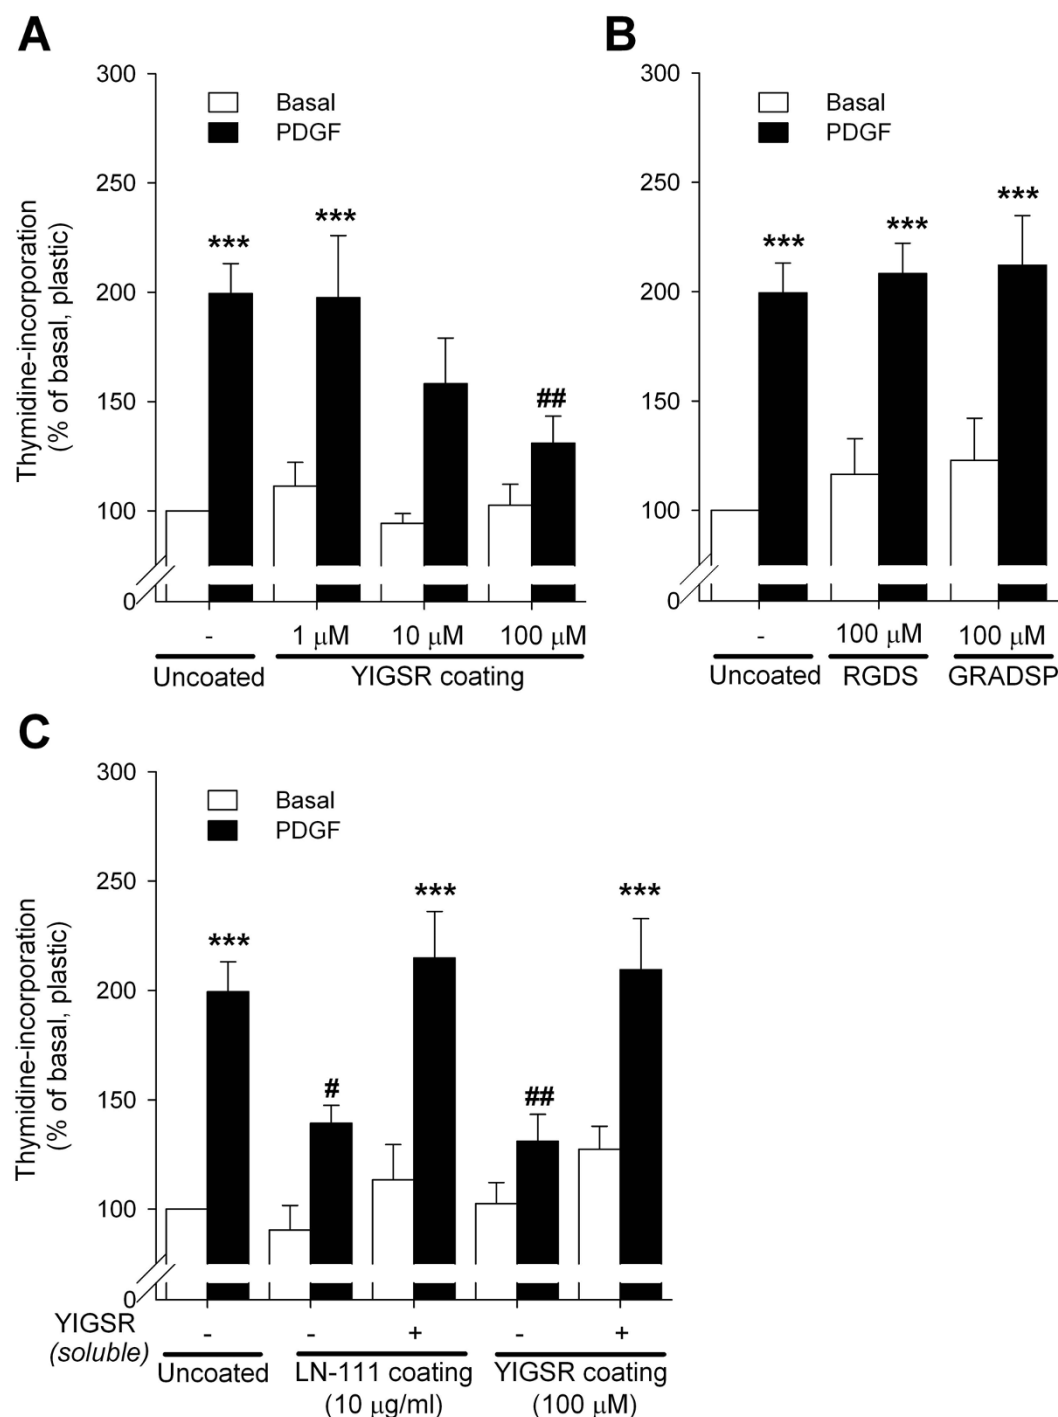 A
300
250
200
150
100
0
Thymidine-incorporation
(% of basal, plastic)
Basal
PDGF
***
***
##
-
1 μM
10 μM
100 μM
Uncoated
YIGSR coating
B
300
250
200
150
100
0
Basal
PDGF
***
***
***
-
100 μM
100 μM
Uncoated
RGDS
GRADSP
C
300
250
200
150
100
0
Thymidine-incorporation
(% of basal, plastic)
Basal
PDGF
***
#
***
##
***
YIGSR
(soluble)
-
-
+
-
+
Uncoated
LN-111 coating
(10 μg/ml)
YIGSR coating
(100 μM)